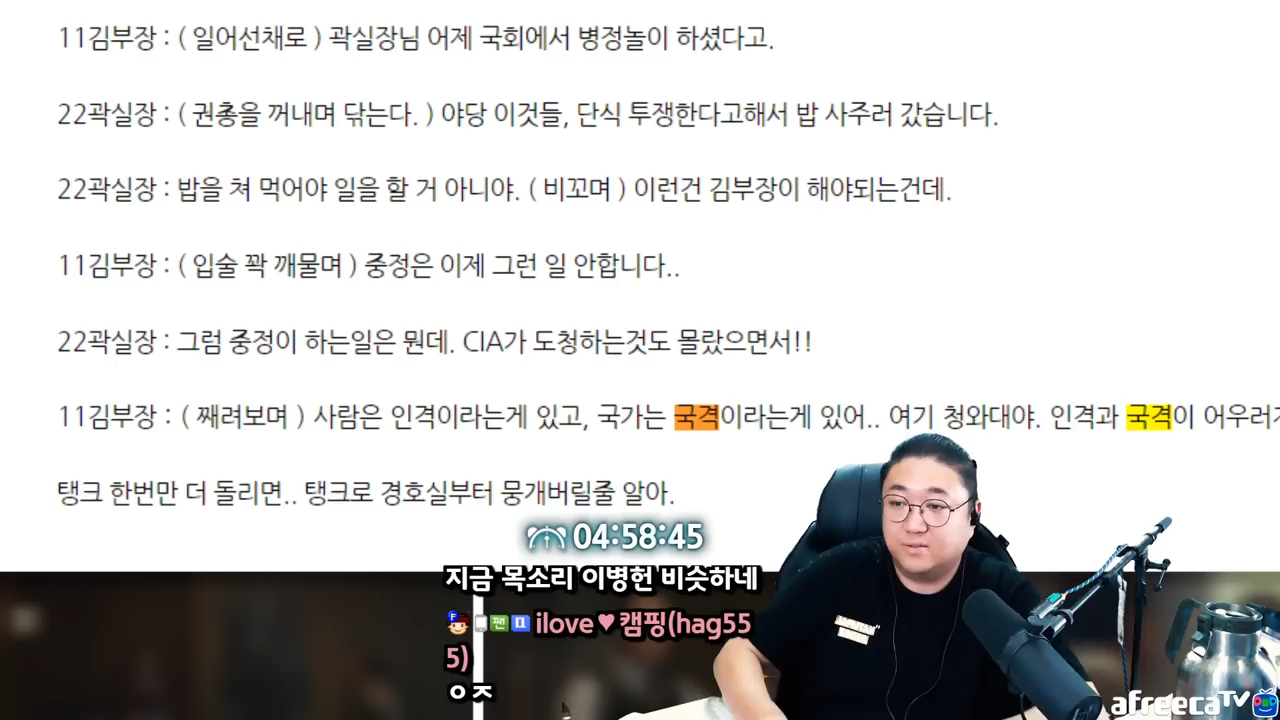 11김부장 : ( 일어선채로 ) 곽실장님 어제 국회에서 병정놀이 하셨다고.
22곽실장 : ( 권총을 꺼내며 닦는다. ) 야당 이것들, 단식 투쟁한다고해서 밥 사주러 갔습니다.
22곽실장 : 밥을 쳐 먹어야 일을 할 거 아니야. ( 비꼬며 ) 이런건 김부장이 해야되는건데.
11김부장 : ( 입술 꽉 깨물며 ) 중정은 이제 그런 일 안합니다..
22곽실장 : 그럼 중정이 하는일은 뭔데. CIA가 도청하는것도 몰랐으면서!!
11김부장 : ( 째려보며 ) 사람은 인격이라는게 있고, 국가는 국격이라는게 있어.. 여기 청와대야. 인격과 국격이 어우러
탱크 한번만 더 돌리면.. 탱크로 경호실부터 뭉개버릴줄 알아.
04:58:45
지금 목소리 이병헌 비슷하네
F 팬 ilove♥캠핑(hag55
5)
ㅇㅈ
afreecaTV